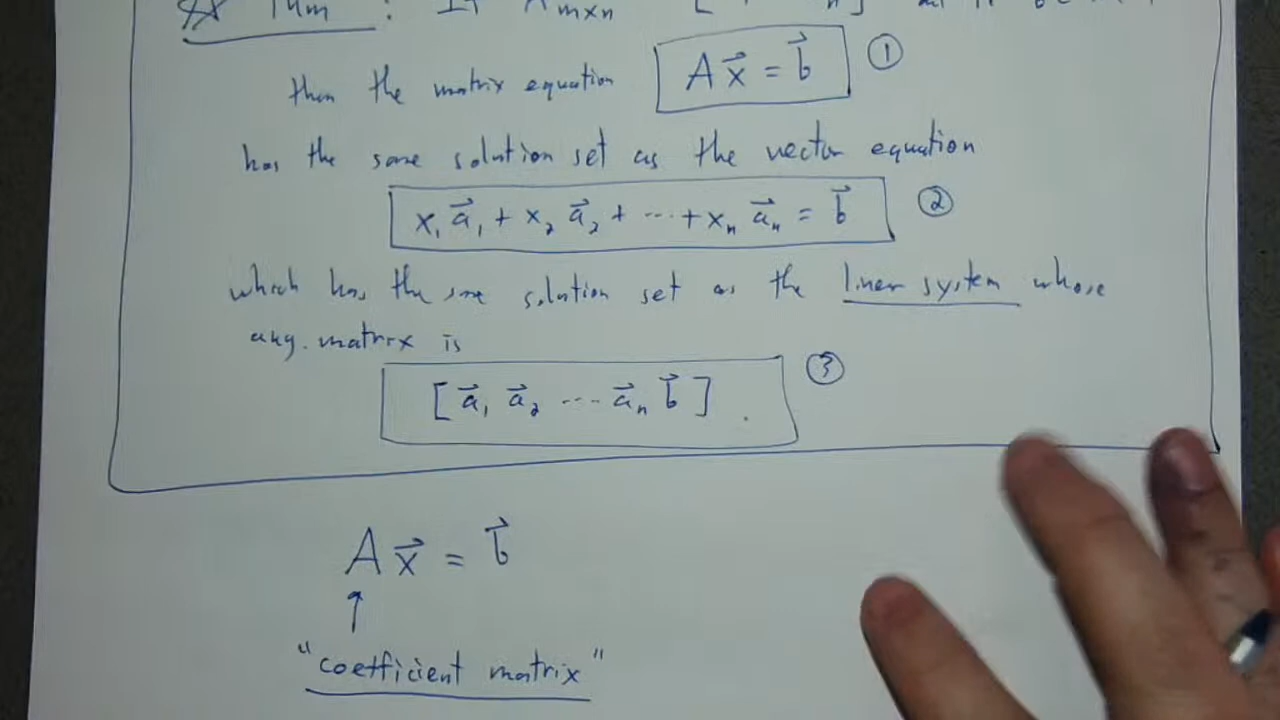 Thm : If A m×n [
then the matrix equation A x⃗ = b⃗ ①
has the same solution set as the vector equation
x₁ a⃗₁ + x₂ a⃗₂ + ... + xₙ a⃗ₙ = b⃗ ②
which has the same solution set as the linear system whose
aug. matrix is
[ a⃗₁ a⃗₂ ... a⃗ₙ b⃗ ] . ③
A x⃗ = b⃗
↑
"coefficient matrix"